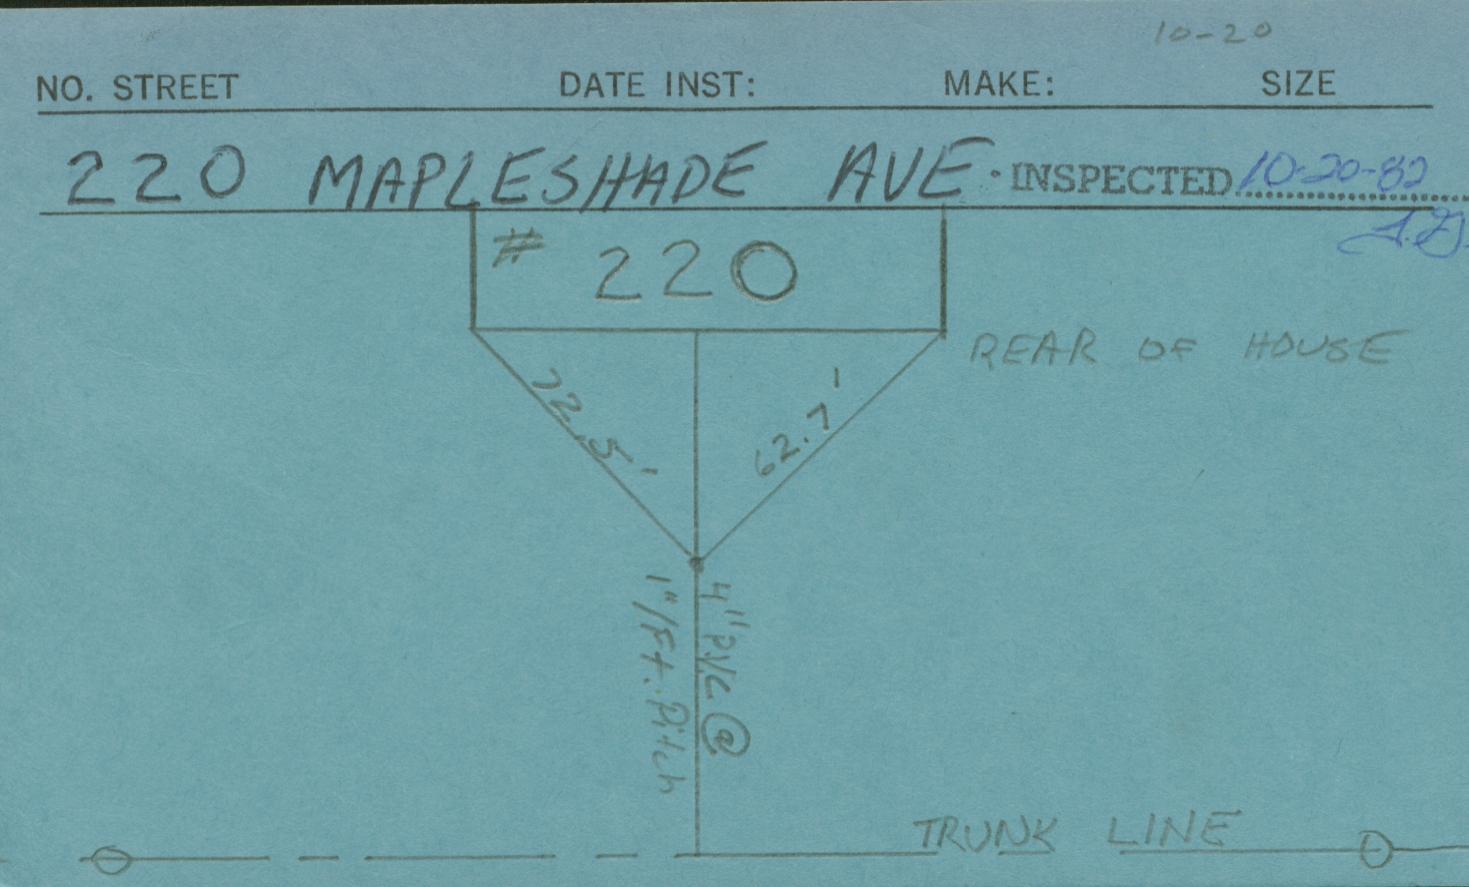 10-20
NO. STREET DATE INST: MAKE: SIZE
220 MAPLESHADE AVE. INSPECTED 10-20-82
# 220
REAR OF HOUSE
72.5'
62.7'
4" PVC @
1"/Ft. Pitch
TRUNK LINE